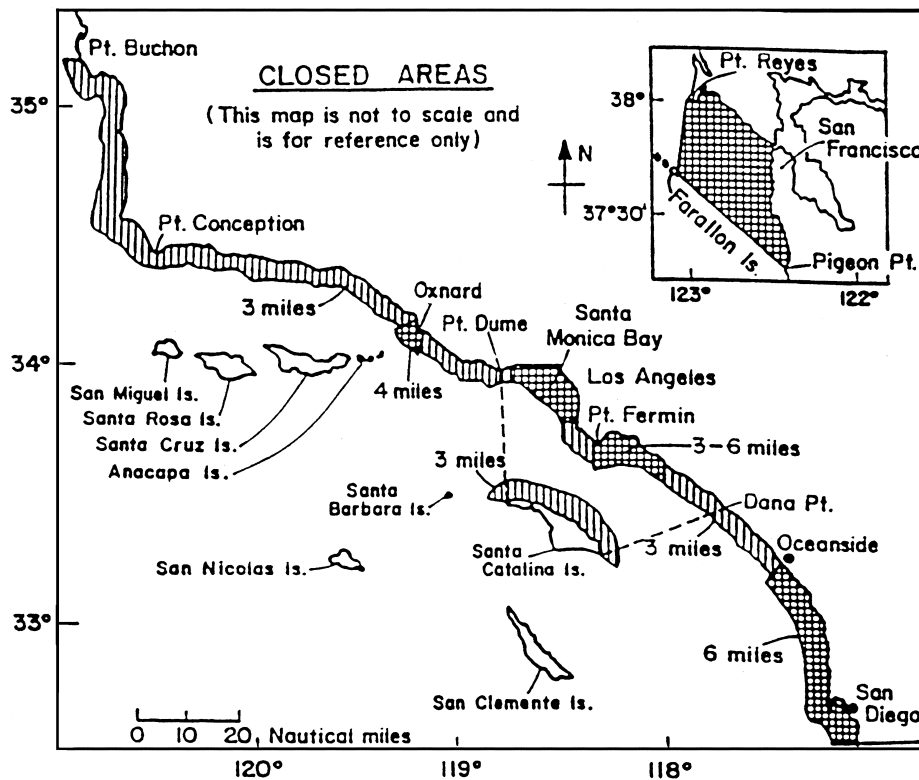 Pt. Buchon
CLOSED AREAS
(This map is not to scale and
is for reference only)
N
Pt. Reyes
38°
San
Francisco
37°30'
Farallon Is.
Pigeon Pt.
123°
122°
35°
Pt. Conception
3 miles
Oxnard
Pt. Dume
Santa
Monica Bay
34°
4 miles
Los Angeles
San Miguel Is.
Santa Rosa Is.
Santa Cruz Is.
Anacapa Is.
Pt. Fermin
3-6 miles
3 miles
Santa
Barbara Is.
Dana Pt.
3 miles
Oceanside
Santa
Catalina Is.
San Nicolas Is.
33°
6 miles
San Clemente Is.
San
Diego
0 10 20 Nautical miles
120°
119°
118°